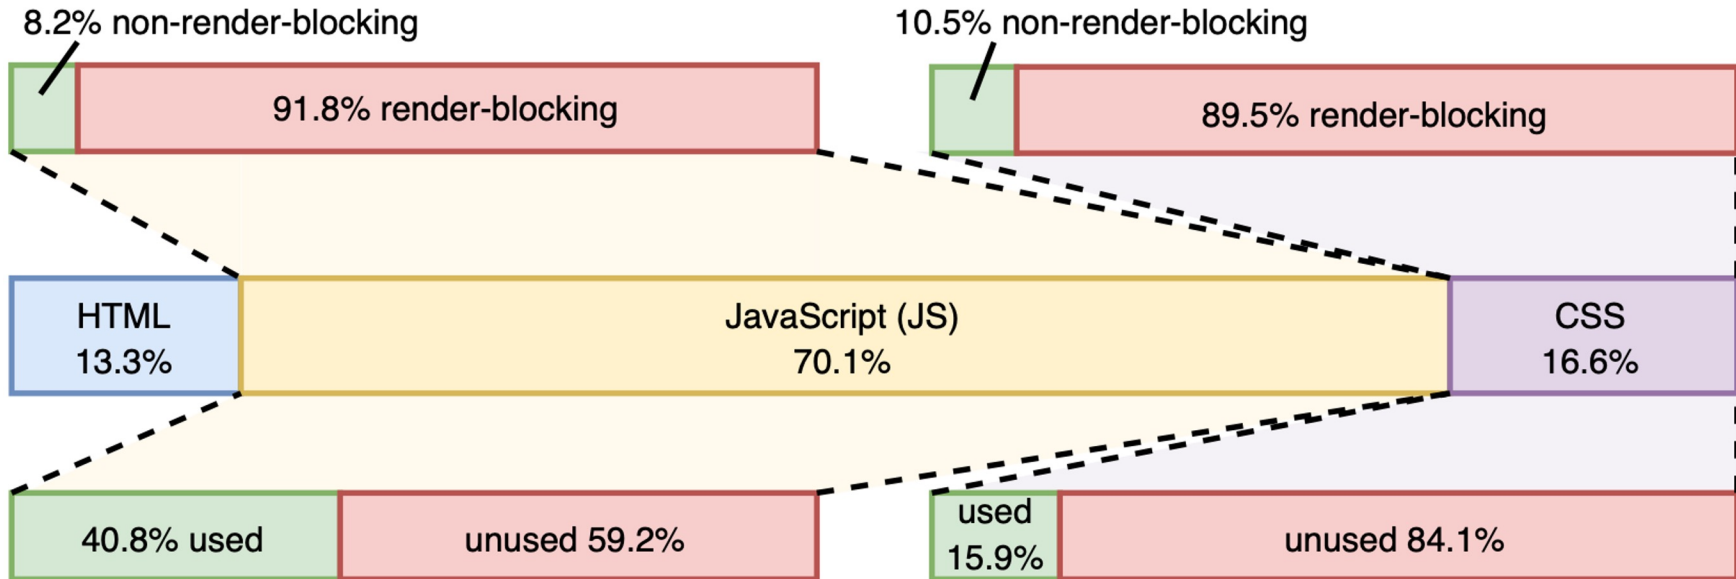 8.2% non-render-blocking
10.5% non-render-blocking
91.8% render-blocking
89.5% render-blocking
HTML
13.3%
JavaScript (JS)
70.1%
CSS
16.6%
40.8% used
unused 59.2%
used
15.9%
unused 84.1%